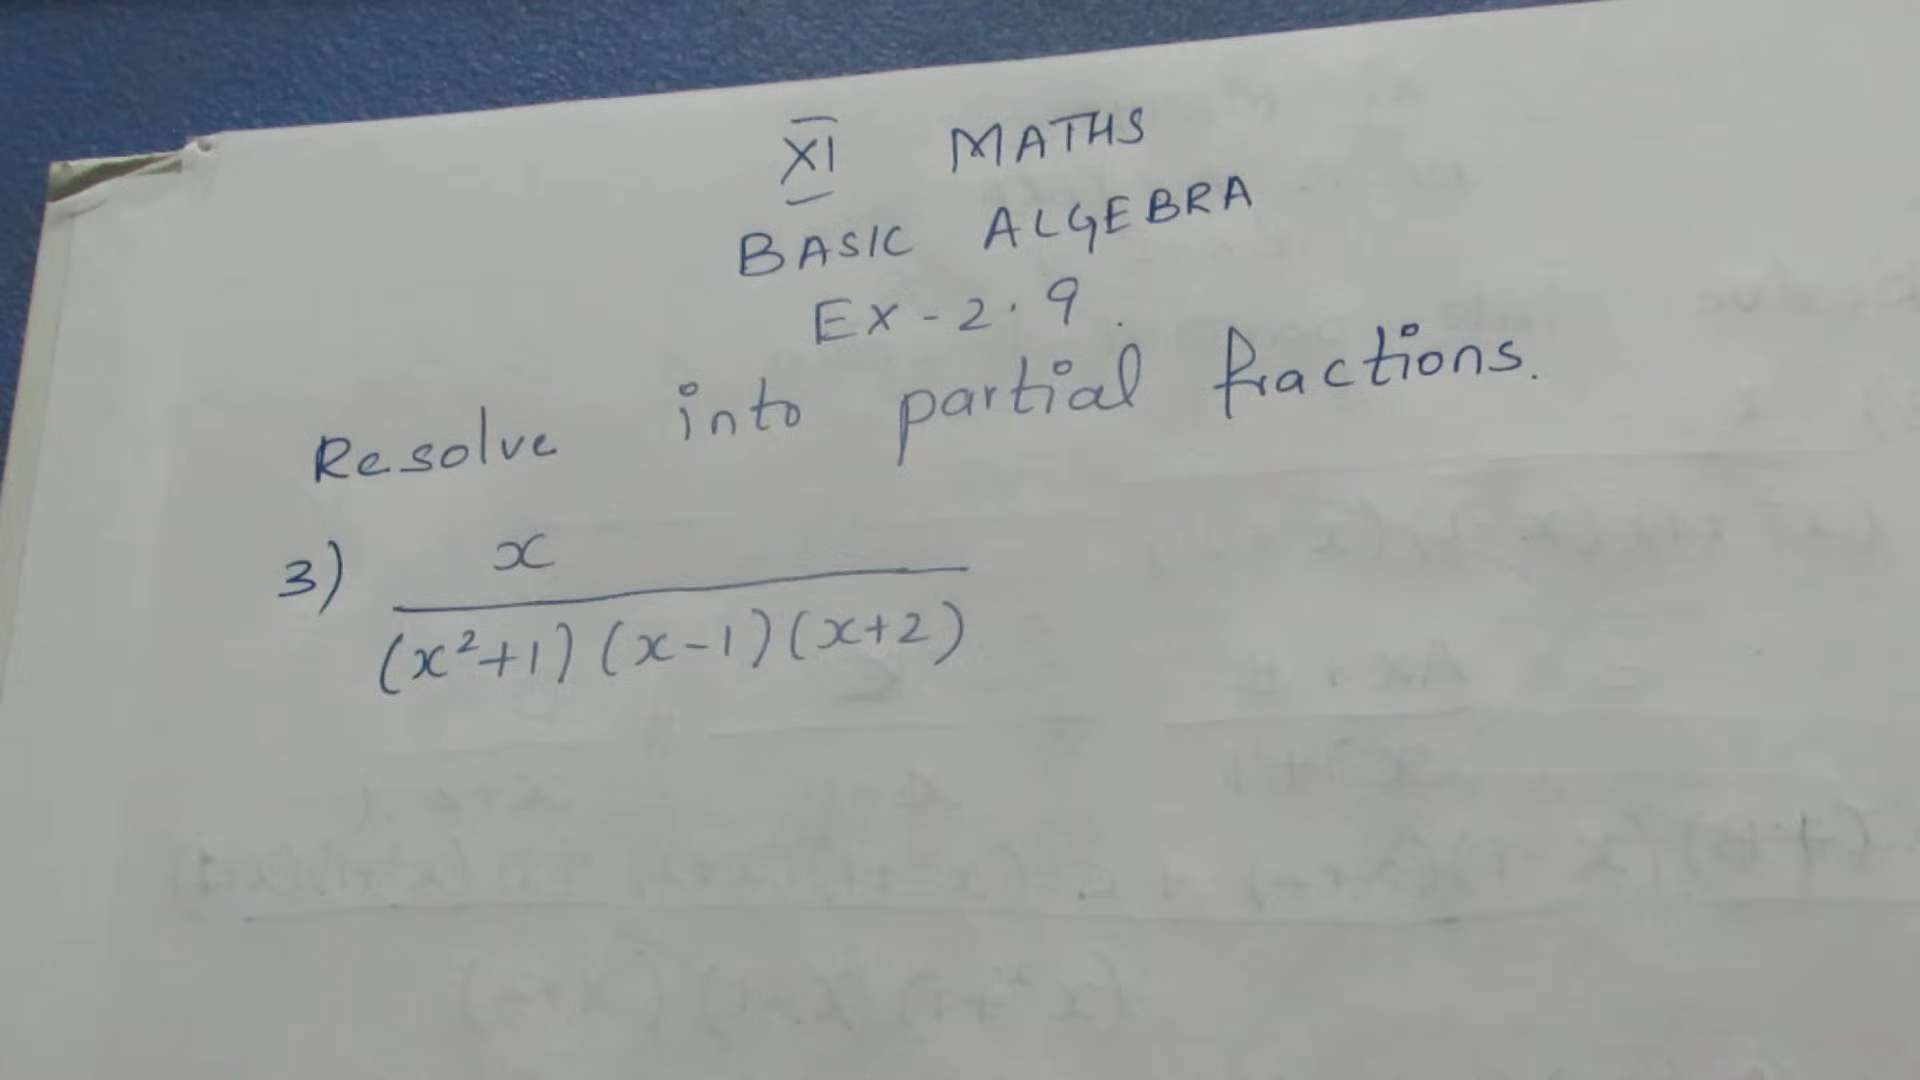 XI MATHS
BASIC ALGEBRA
Ex-2.9.
Resolve into partial fractions.
3) x
(x²+1) (x-1) (x+2)